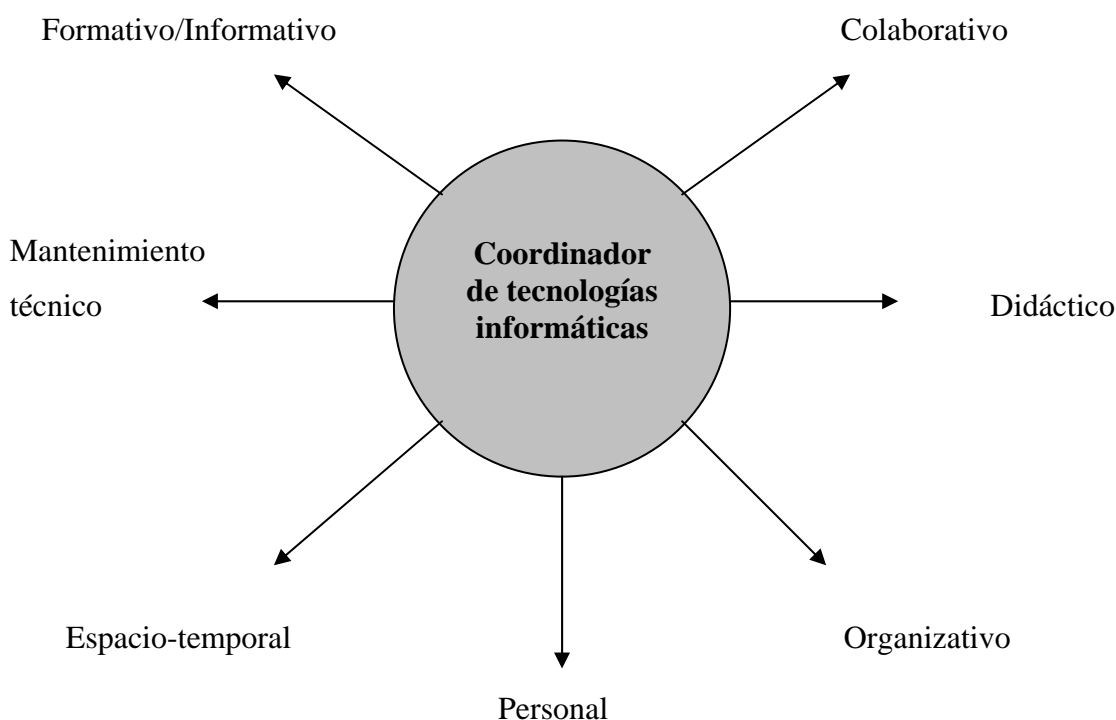 Formativo/Informativo
Colaborativo
Mantenimiento
técnico
Coordinador
de tecnologías
informáticas
Didáctico
Espacio-temporal
Organizativo
Personal